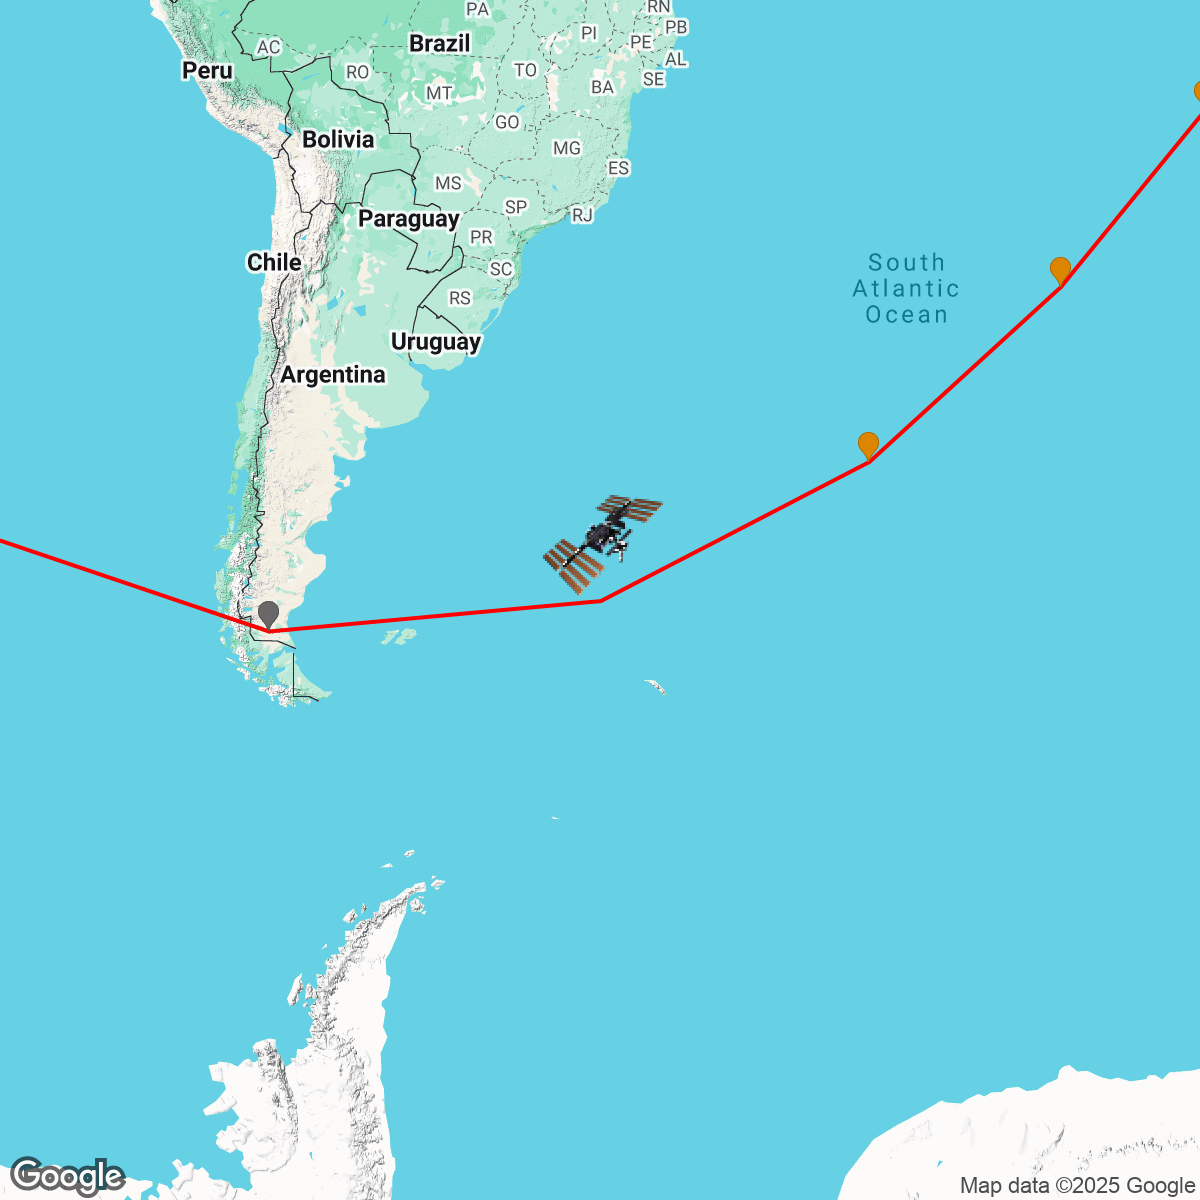 PA
RN
Brazil
PI
PB
AC
PE
Peru
RO
TO
AL
MT
BA
SE
GO
Bolivia
MG
ES
MS
Paraguay
SP
RJ
PR
Chile
SC
South
Atlantic
Ocean
RS
Uruguay
Argentina
Google
Map data ©2025 Google